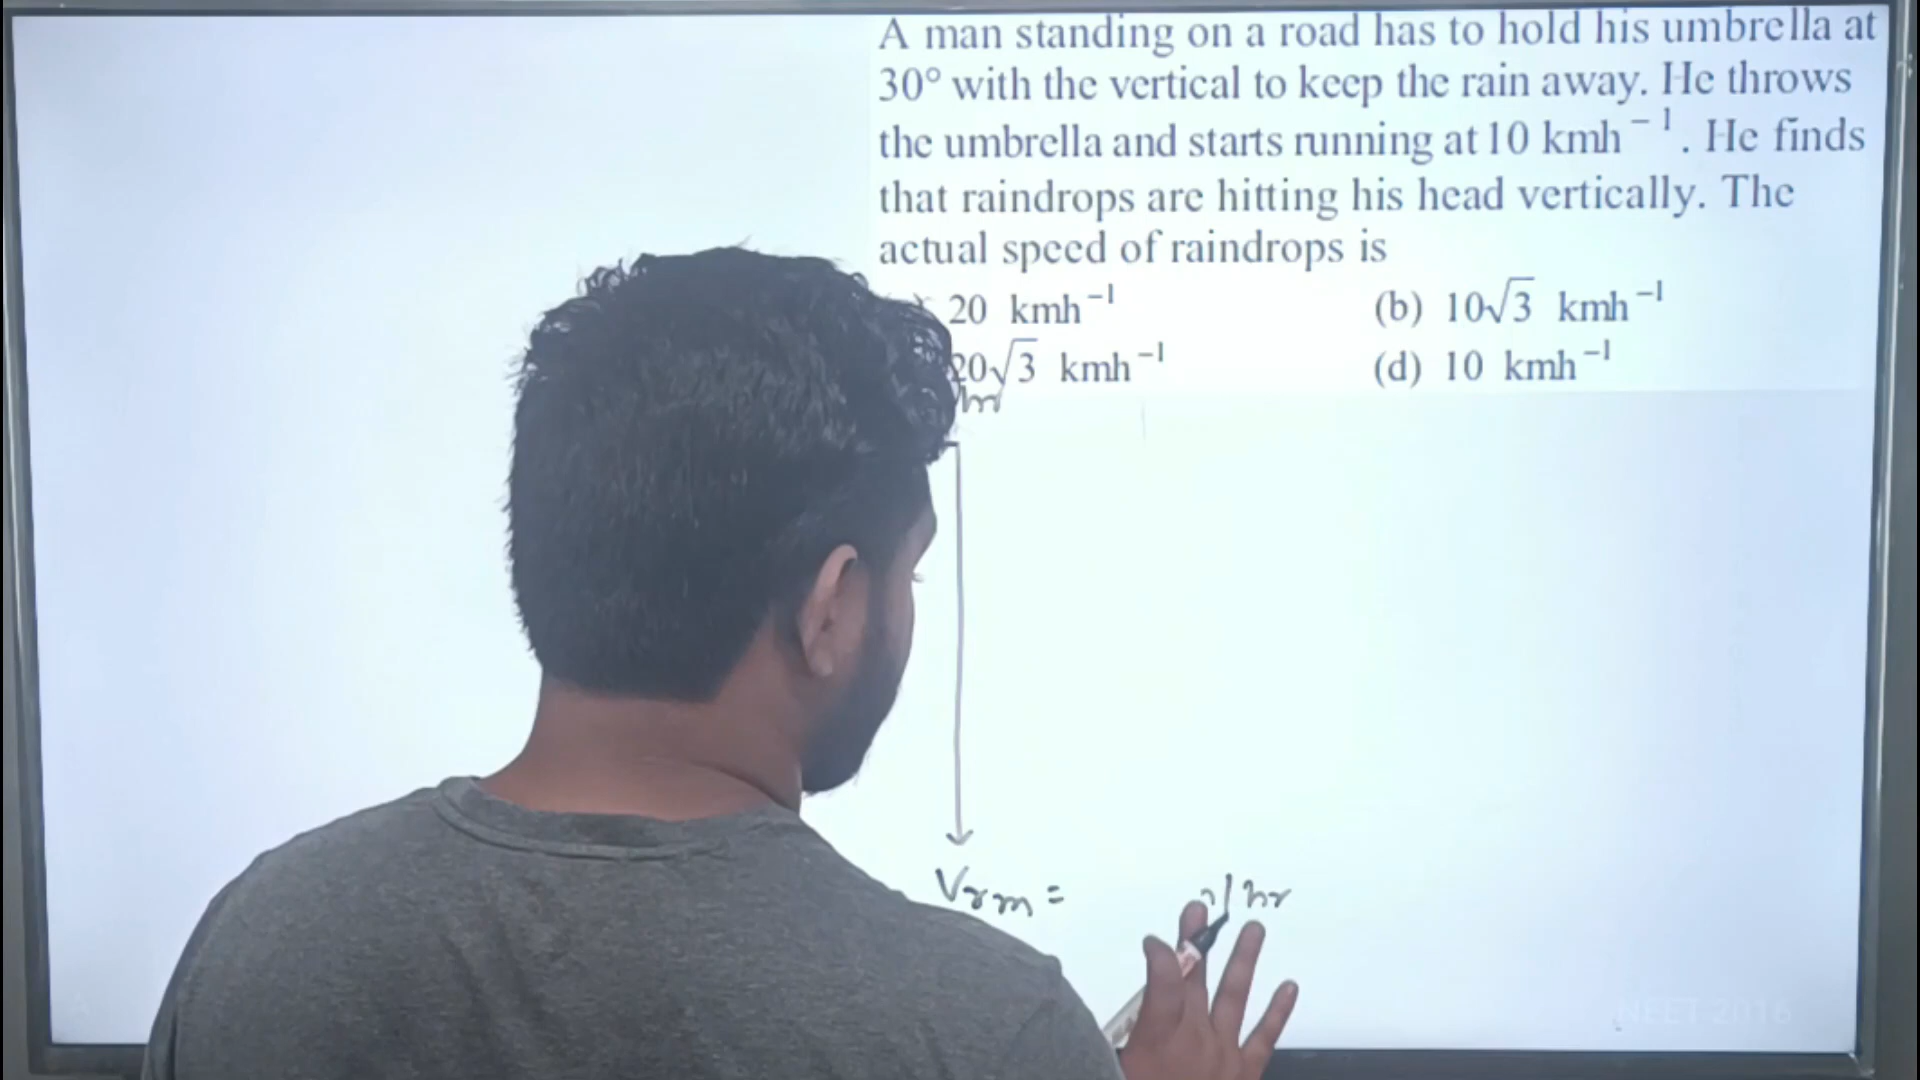 A man standing on a road has to hold his umbrella at
30° with the vertical to keep the rain away. He throws
the umbrella and starts running at 10 kmh⁻¹. He finds
that raindrops are hitting his head vertically. The
actual speed of raindrops is
20 kmh⁻¹ (b) 10√3 kmh⁻¹
20√3 kmh⁻¹ (d) 10 kmh⁻¹
/hr
Vrm = /hr
NEET 2016